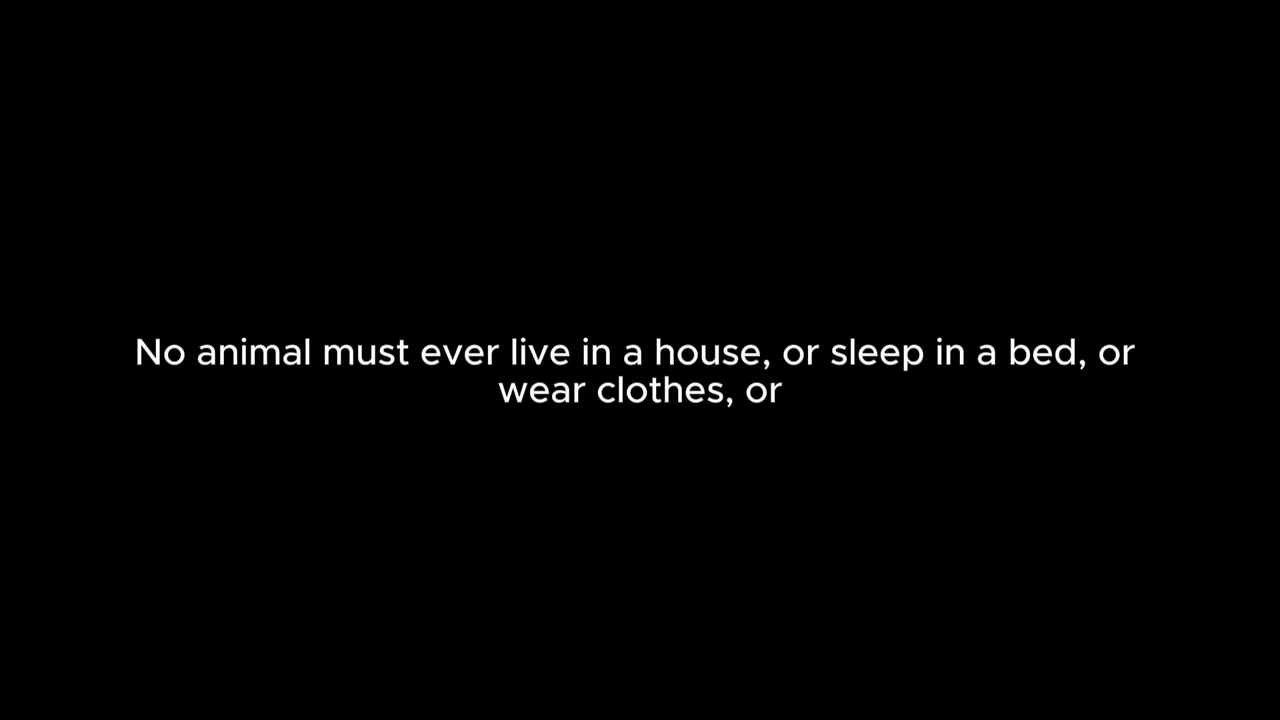 No animal must ever live in a house, or sleep in a bed, or
wear clothes, or